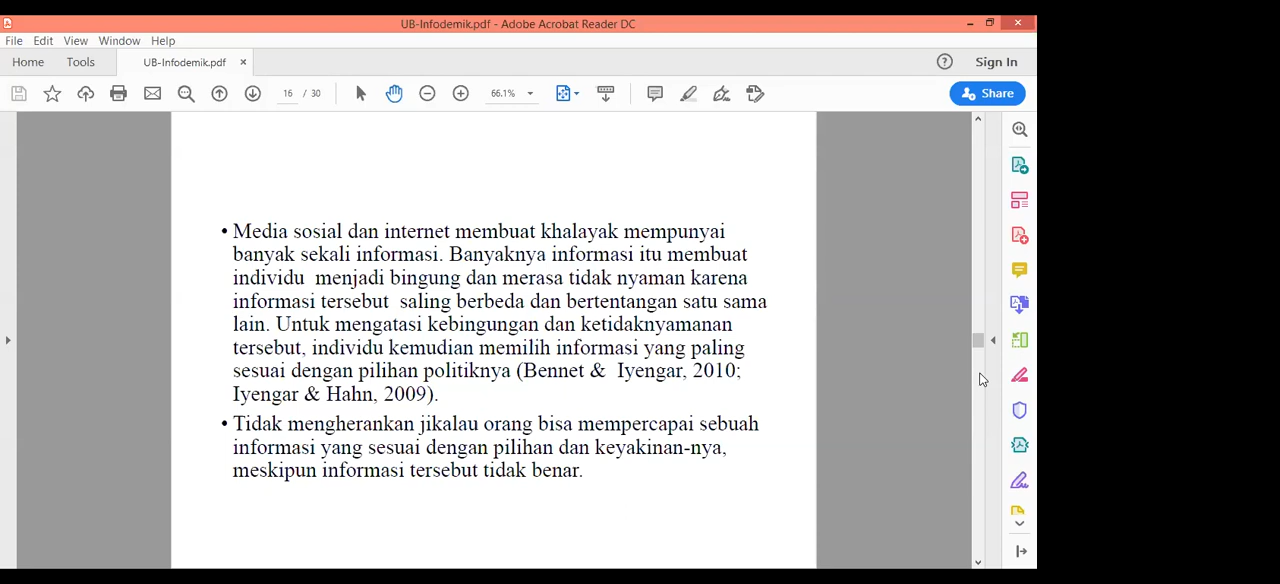 UB-Infodemik.pdf - Adobe Acrobat Reader DC
File Edit View Window Help
Home Tools UB-Infodemik.pdf × Sign In
16 / 30 66.1% Share
• Media sosial dan internet membuat khalayak mempunyai
banyak sekali informasi. Banyaknya informasi itu membuat
individu menjadi bingung dan merasa tidak nyaman karena
informasi tersebut saling berbeda dan bertentangan satu sama
lain. Untuk mengatasi kebingungan dan ketidaknyamanan
tersebut, individu kemudian memilih informasi yang paling
sesuai dengan pilihan politiknya (Bennet & Iyengar, 2010;
Iyengar & Hahn, 2009).
• Tidak mengherankan jikalau orang bisa mempercapai sebuah
informasi yang sesuai dengan pilihan dan keyakinan-nya,
meskipun informasi tersebut tidak benar.